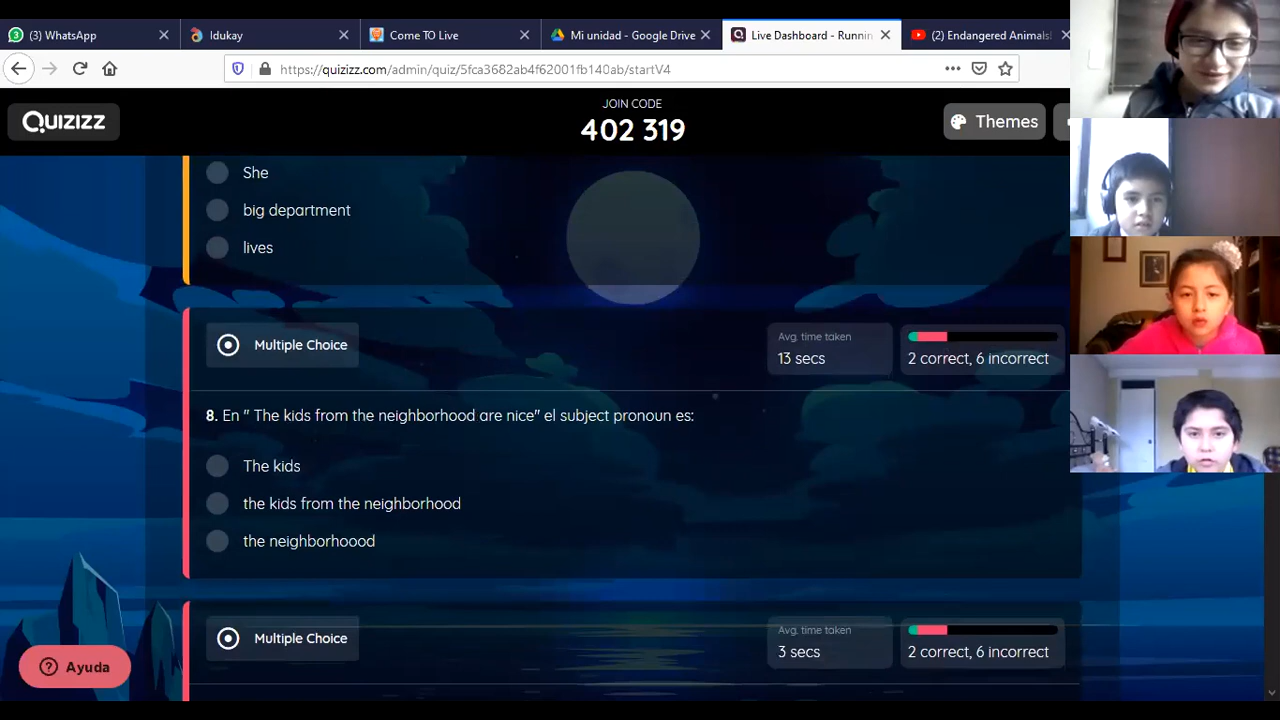 (3) WhatsApp
Idukay
Come TO Live
Mi unidad - Google Drive
Live Dashboard - Runnin
(2) Endangered Animals!
https://quizizz.com/admin/quiz/5fca3682ab4f62001fb140ab/startV4
QUIZIZZ
JOIN CODE
402 319
Themes
She
big department
lives
Multiple Choice
Avg. time taken
13 secs
2 correct, 6 incorrect
8. En " The kids from the neighborhood are nice" el subject pronoun es:
The kids
the kids from the neighborhood
the neighborhoood
Multiple Choice
Avg. time taken
3 secs
2 correct, 6 incorrect
Ayuda